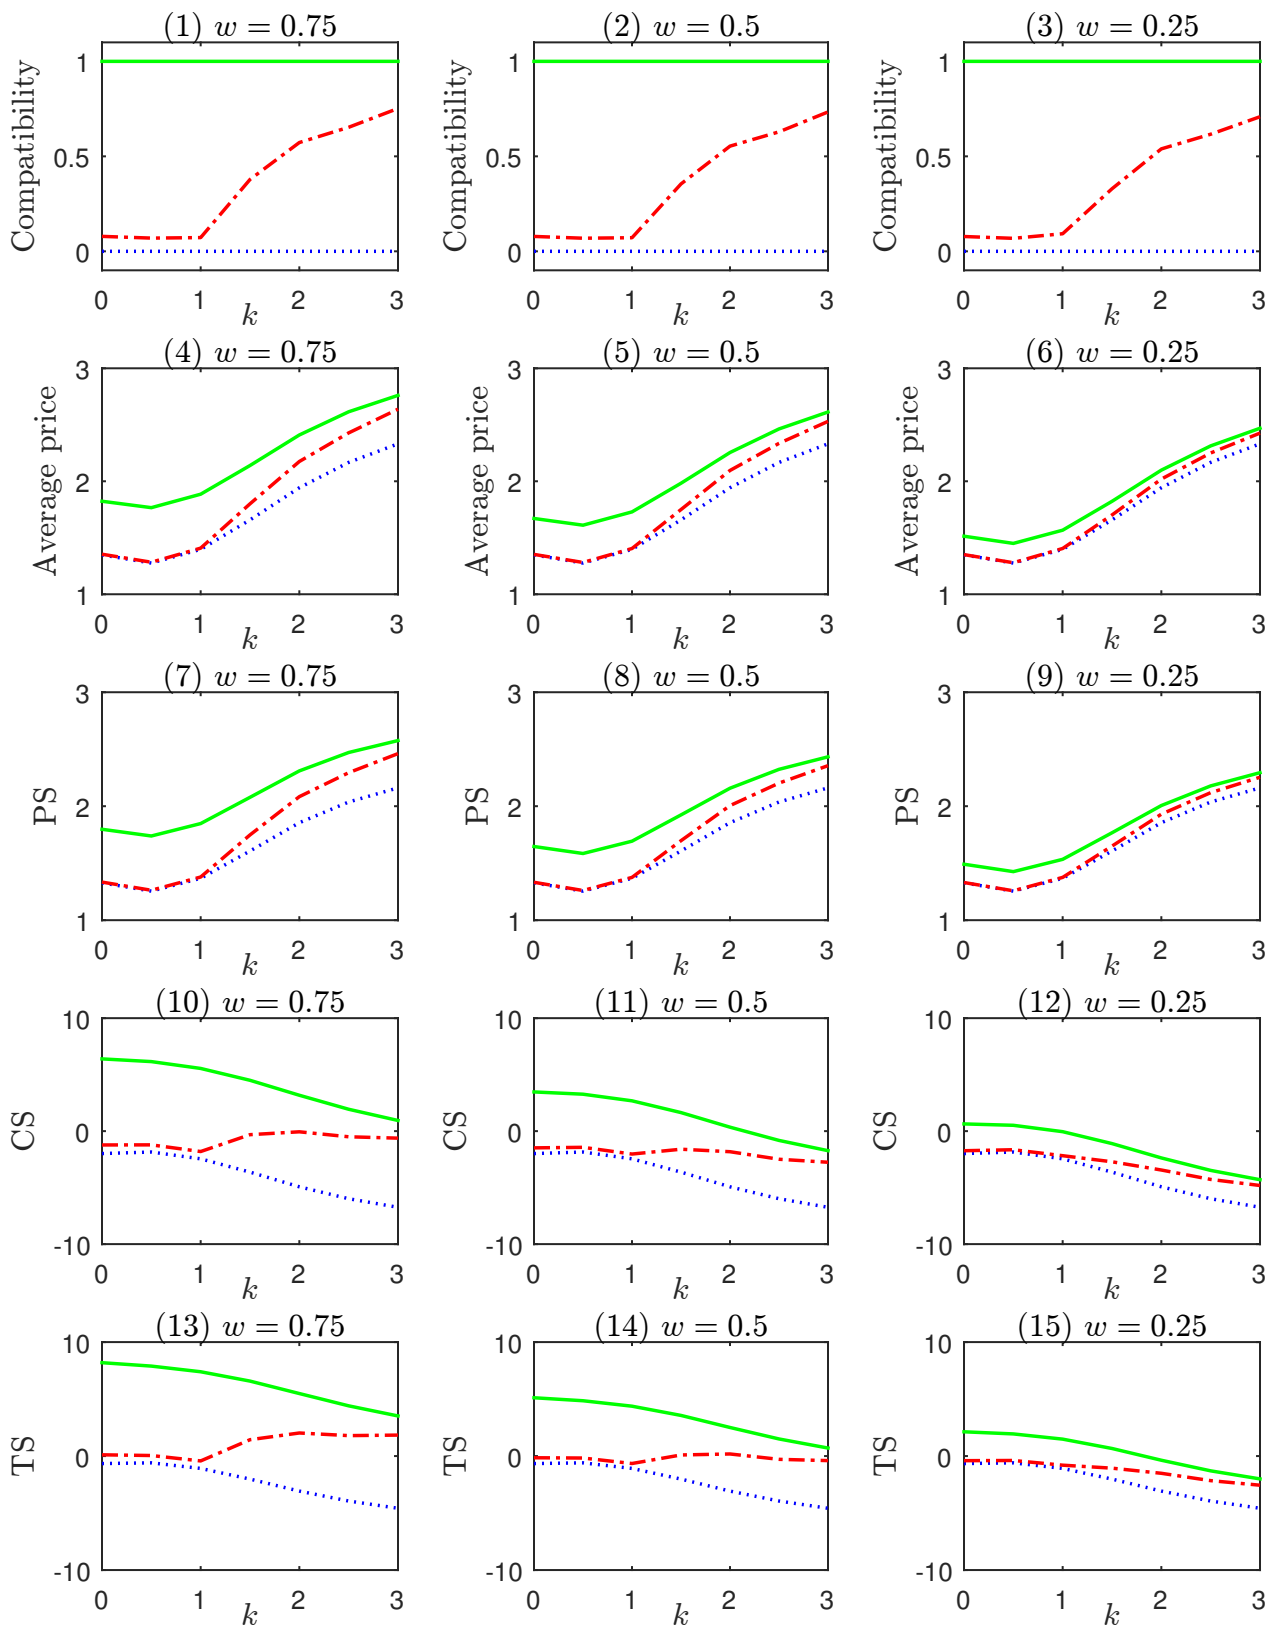 (1) w = 0.75
(2) w = 0.5
(3) w = 0.25
Compatibility
1
0.5
0
0 1 2 3
k
Compatibility
1
0.5
0
0 1 2 3
k
Compatibility
1
0.5
0
0 1 2 3
k
(4) w = 0.75
(5) w = 0.5
(6) w = 0.25
Average price
3
2
1
0 1 2 3
k
Average price
3
2
1
0 1 2 3
k
Average price
3
2
1
0 1 2 3
k
(7) w = 0.75
(8) w = 0.5
(9) w = 0.25
PS
3
2
1
0 1 2 3
k
PS
3
2
1
0 1 2 3
k
PS
3
2
1
0 1 2 3
k
(10) w = 0.75
(11) w = 0.5
(12) w = 0.25
CS
10
0
-10
0 1 2 3
k
CS
10
0
-10
0 1 2 3
k
CS
10
0
-10
0 1 2 3
k
(13) w = 0.75
(14) w = 0.5
(15) w = 0.25
TS
10
0
-10
0 1 2 3
k
TS
10
0
-10
0 1 2 3
k
TS
10
0
-10
0 1 2 3
k